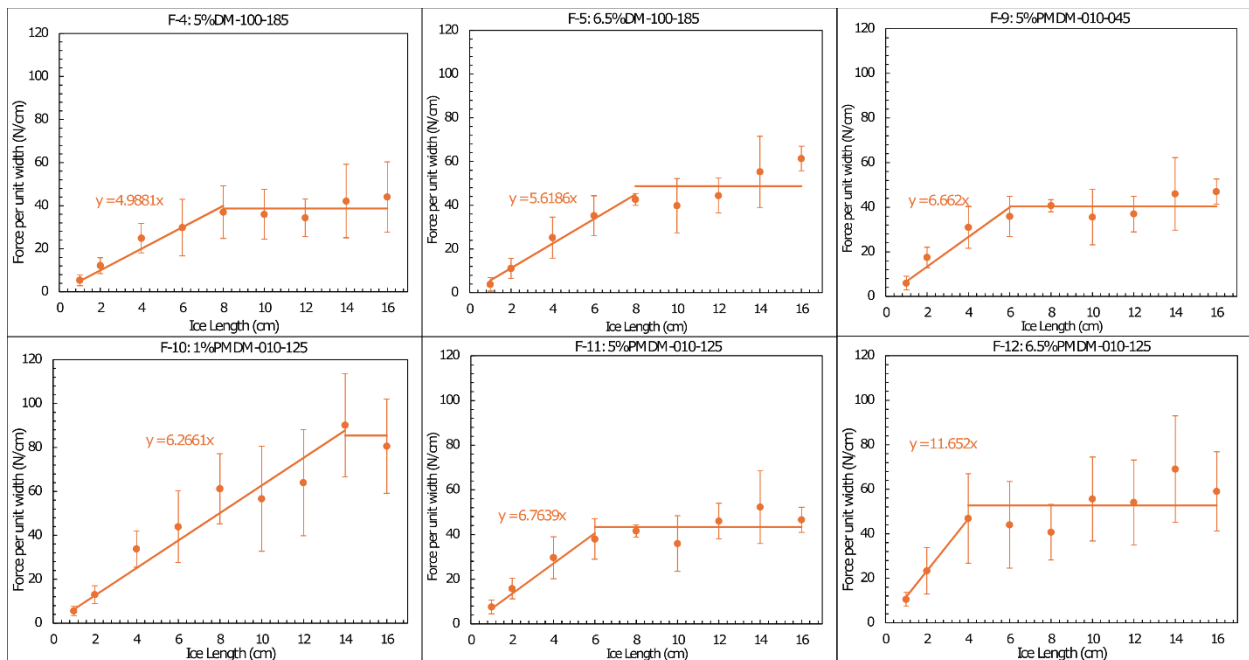 F-4: 5%DM-100-185
Force per unit width (N/cm)
120
100
80
60
40
20
0
y = 4.9881x
0 2 4 6 8 10 12 14 16
Ice Length (cm)
F-5: 6.5%DM-100-185
Force per unit width (N/cm)
120
100
80
60
40
20
0
y = 5.6186x
0 2 4 6 8 10 12 14 16
Ice Length (cm)
F-9: 5%PMDM-010-045
Force per unit width (N/cm)
120
100
80
60
40
20
0
y = 6.662x
0 2 4 6 8 10 12 14 16
Ice Length (cm)
F-10: 1%PMDM-010-125
Force per unit width (N/cm)
120
100
80
60
40
20
0
y = 6.2661x
0 2 4 6 8 10 12 14 16
Ice Length (cm)
F-11: 5%PMDM-010-125
Force per unit width (N/cm)
120
100
80
60
40
20
0
y = 6.7639x
0 2 4 6 8 10 12 14 16
Ice Length (cm)
F-12: 6.5%PMDM-010-125
Force per unit width (N/cm)
120
100
80
60
40
20
0
y = 11.652x
0 2 4 6 8 10 12 14 16
Ice Length (cm)